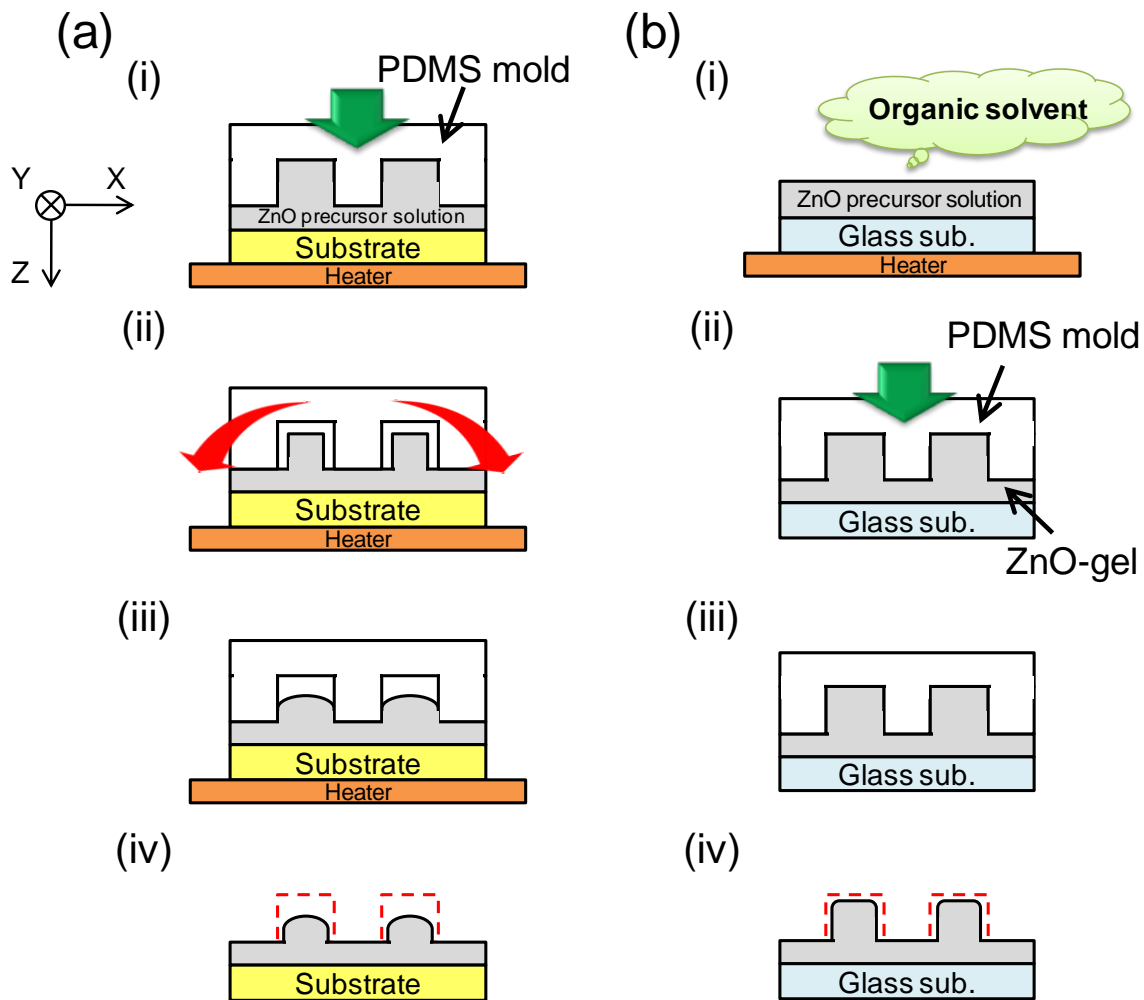 (a)
(i)
PDMS mold
Y
X
Z
ZnO precursor solution
Substrate
Heater
(ii)
Substrate
Heater
(iii)
Substrate
Heater
(iv)
Substrate
(b)
(i)
Organic solvent
ZnO precursor solution
Glass sub.
Heater
(ii)
PDMS mold
Glass sub.
ZnO-gel
(iii)
Glass sub.
(iv)
Glass sub.